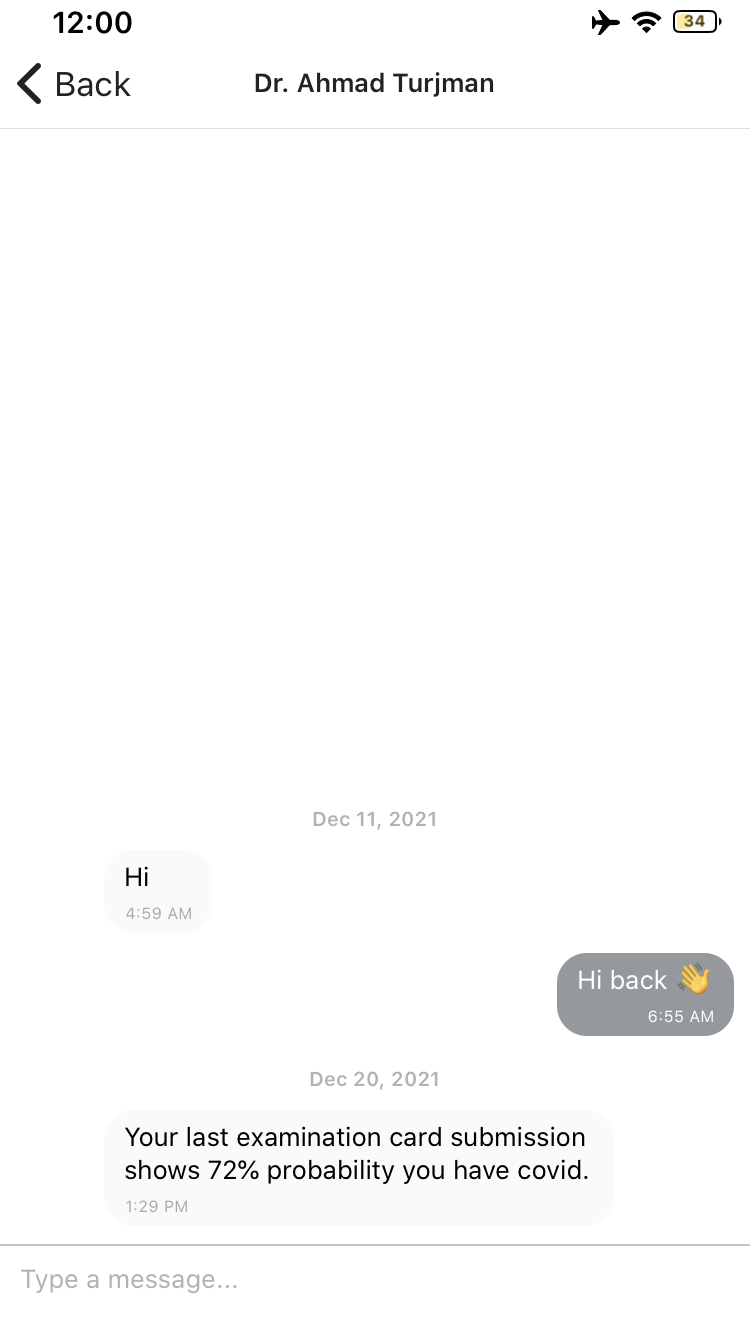 12:00
34
Back
Dr. Ahmad Turjman
Dec 11, 2021
Hi
4:59 AM
Hi back 👋
6:55 AM
Dec 20, 2021
Your last examination card submission
shows 72% probability you have covid.
1:29 PM
Type a message...